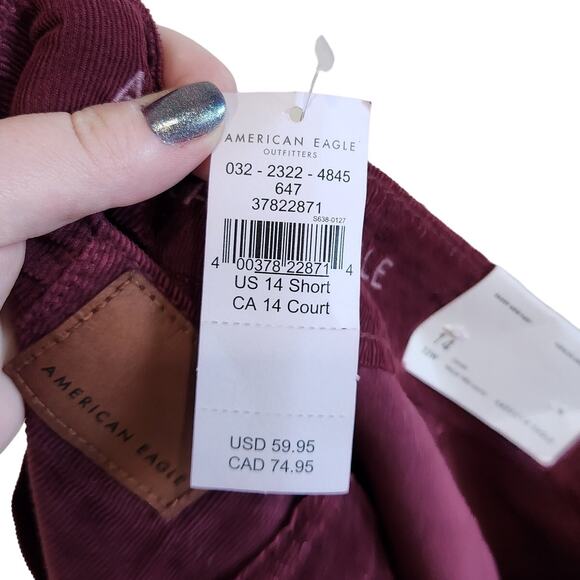 AMERICAN EAGLE
OUTFITTERS
032 - 2322 - 4845
647
37822871
S638-0127
4 00378 22871 4
US 14 Short
CA 14 Court
USD 59.95
CAD 74.95
AMERICAN EAGLE
14